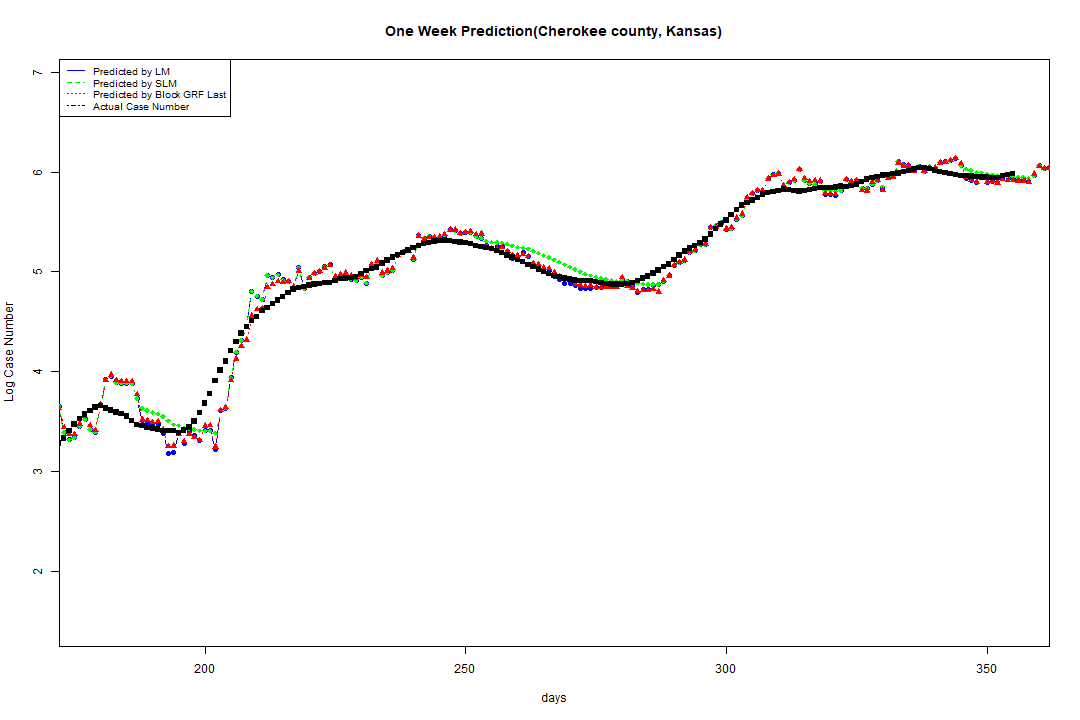 One Week Prediction(Cherokee county, Kansas)
Predicted by LM
Predicted by SLM
Predicted by Block GRF Last
Actual Case Number
7
6
5
4
3
2
Log Case Number
200
250
300
350
days